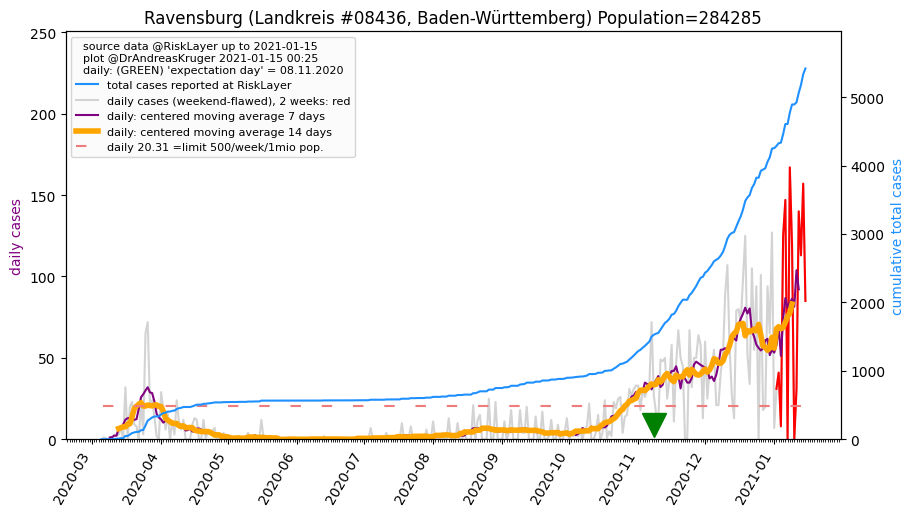 Ravensburg (Landkreis #08436, Baden-Württemberg) Population=284285
source data @RiskLayer up to 2021-01-15
plot @DrAndreasKruger 2021-01-15 00:25
daily: (GREEN) 'expectation day' = 08.11.2020
total cases reported at RiskLayer
daily cases (weekend-flawed), 2 weeks: red
daily: centered moving average 7 days
daily: centered moving average 14 days
daily 20.31 =limit 500/week/1mio pop.
daily cases
250
200
150
100
50
0
cumulative total cases
5000
4000
3000
2000
1000
0
2020-03
2020-04
2020-05
2020-06
2020-07
2020-08
2020-09
2020-10
2020-11
2020-12
2021-01